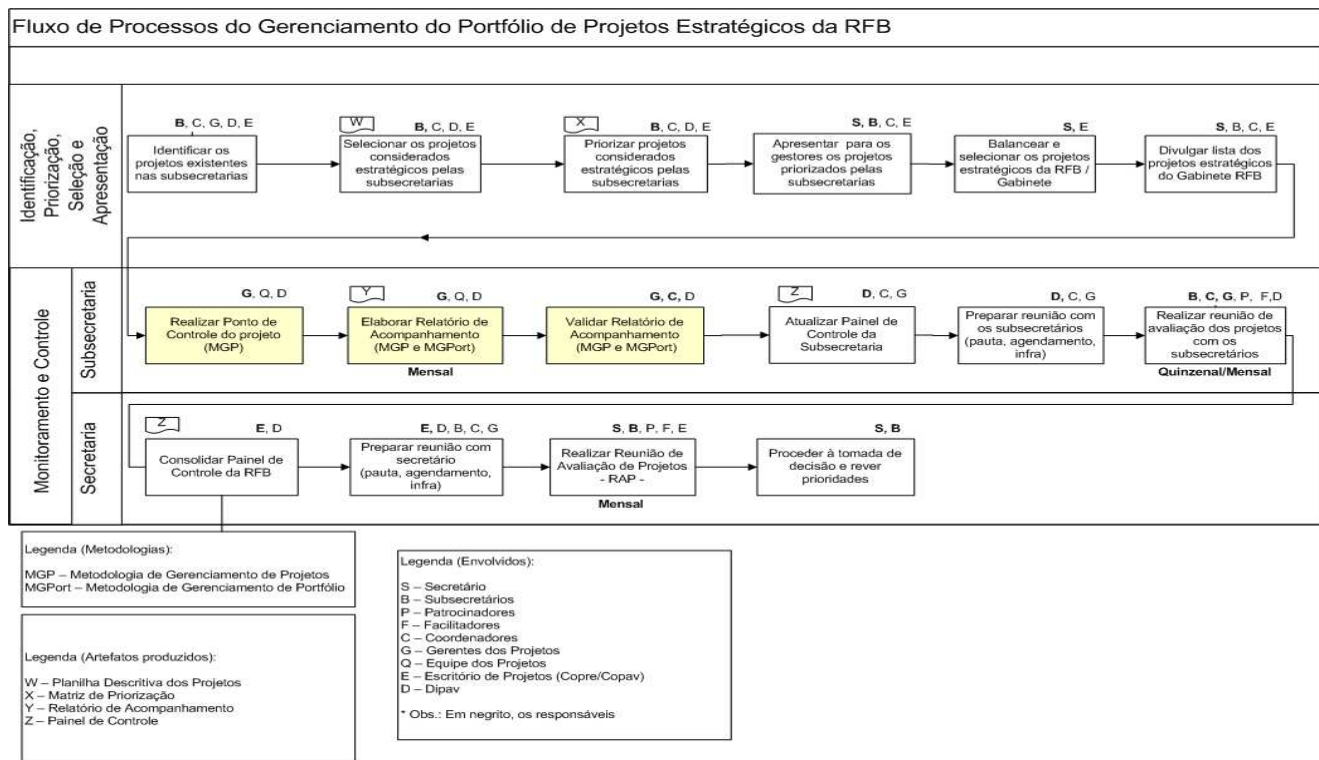 Fluxo de Processos do Gerenciamento do Portfólio de Projetos Estratégicos da RFB
Identificação,
Priorização,
Seleção e
Apresentação
B, C, G, D, E
Identificar os
projetos existentes
nas subsecretarias
W
B, C, D, E
Selecionar os projetos
considerados
estratégicos pelas
subsecretarias
X
B, C, D, E
Priorizar projetos
considerados
estratégicos pelas
subsecretarias
S, B, C, E
Apresentar para os
gestores os projetos
priorizados pelas
subsecretarias
S, E
Balancear e
selecionar os projetos
estratégicos da RFB /
Gabinete
S, B, C, E
Divulgar lista dos
projetos estratégicos
do Gabinete RFB
Monitoramento e Controle
Subsecretaria
G, Q, D
Realizar Ponto de
Controle do projeto
(MGP)
Y
G, Q, D
Elaborar Relatório de
Acompanhamento
(MGP e MGPort)
Mensal
G, C, D
Validar Relatório de
Acompanhamento
(MGP e MGPort)
Z
D, C, G
Atualizar Painel de
Controle da
Subsecretaria
D, C, G
Preparar reunião com
os subsecretários
(pauta, agendamento,
infra)
B, C, G, P, F,D
Realizar reunião de
avaliação dos projetos
com os
subsecretários
Quinzenal/Mensal
Secretaria
Z
E, D
Consolidar Painel de
Controle da RFB
E, D, B, C, G
Preparar reunião com
secretário
(pauta, agendamento,
infra)
S, B, P, F, E
Realizar Reunião de
Avaliação de Projetos
- RAP -
Mensal
S, B
Proceder à tomada de
decisão e rever
prioridades
Legenda (Metodologias):
MGP – Metodologia de Gerenciamento de Projetos
MGPort – Metodologia de Gerenciamento de Portfólio
Legenda (Artefatos produzidos):
W – Planilha Descritiva dos Projetos
X – Matriz de Priorização
Y – Relatório de Acompanhamento
Z – Painel de Controle
Legenda (Envolvidos):
S – Secretário
B – Subsecretários
P – Patrocinadores
F – Facilitadores
C – Coordenadores
G – Gerentes dos Projetos
Q – Equipe dos Projetos
E – Escritório de Projetos (Copre/Copav)
D – Dipav
* Obs.: Em negrito, os responsáveis